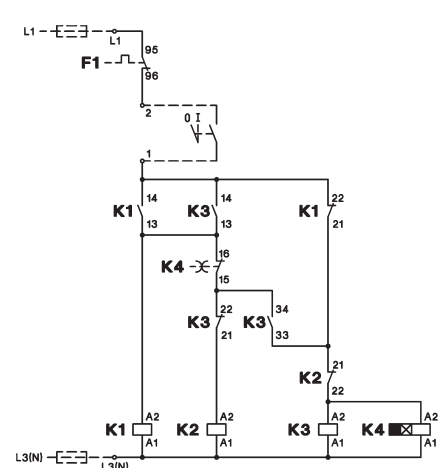 L1
L1
95
F1
96
2
0 I
1
14 14 22
K1 K3 K1
13 13 21
16
K4
15
22 34
K3 K3
21 33
21
K2
22
A2 A2 A2 A2
K1 K2 K3 K4
A1 A1 A1 A1
L3(N)
L3(N)